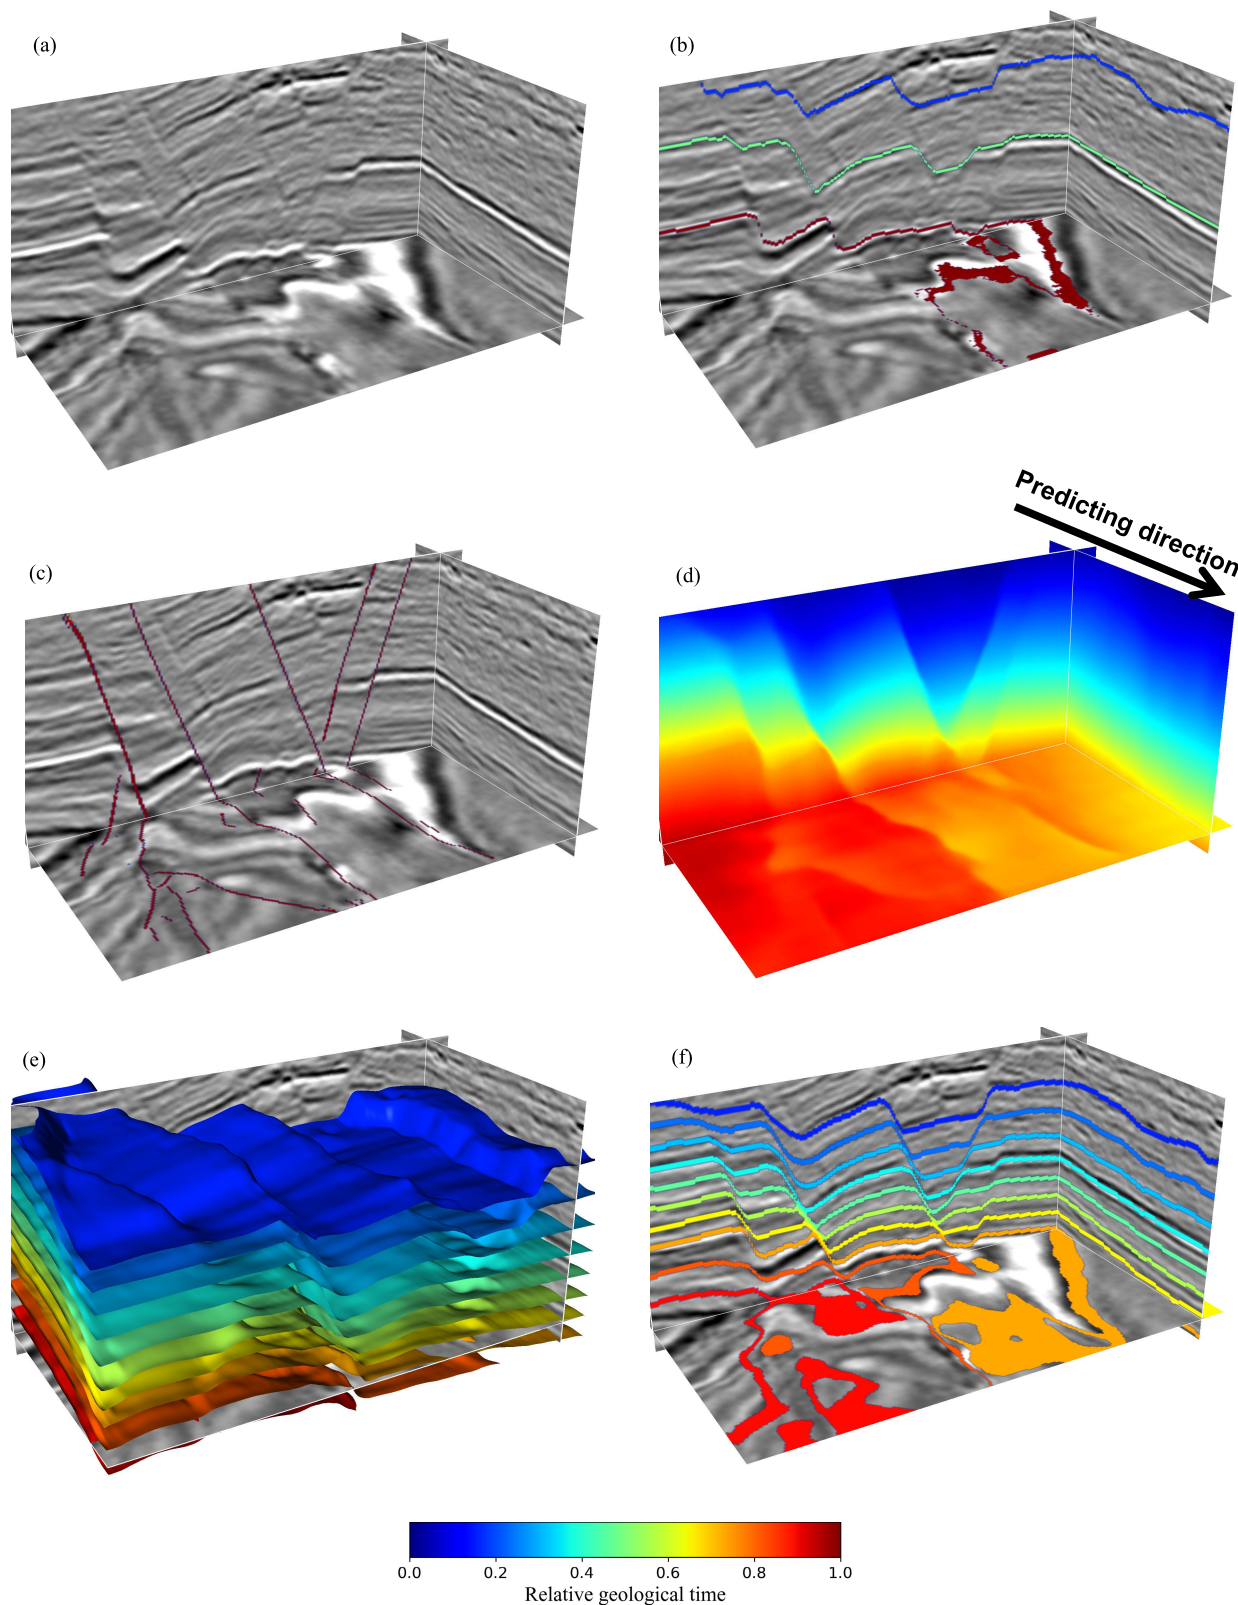 (a)
(b)
Predicting direction
(c)
(d)
(e)
(f)
0.0 0.2 0.4 0.6 0.8 1.0
Relative geological time